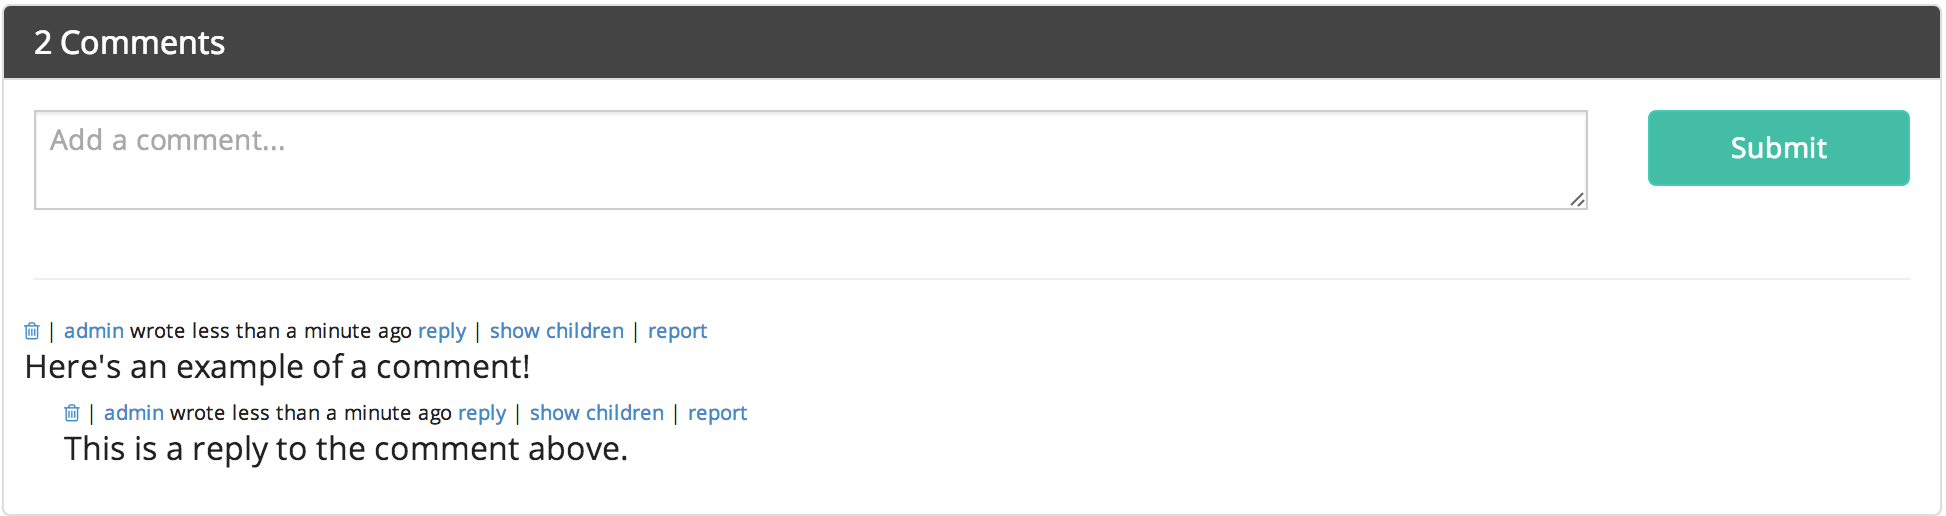 2 Comments
Add a comment...
Submit
| admin wrote less than a minute ago reply | show children | report
Here's an example of a comment!
| admin wrote less than a minute ago reply | show children | report
This is a reply to the comment above.